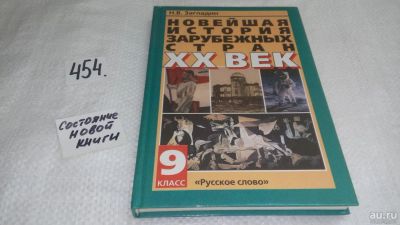 454.
Состояние
новой
книги
Н.В. Загладин
НОВЕЙШАЯ
ИСТОРИЯ
ЗАРУБЕЖНЫХ
СТРАН
XX ВЕК
9
КЛАСС
«Русское слово»
au.ru